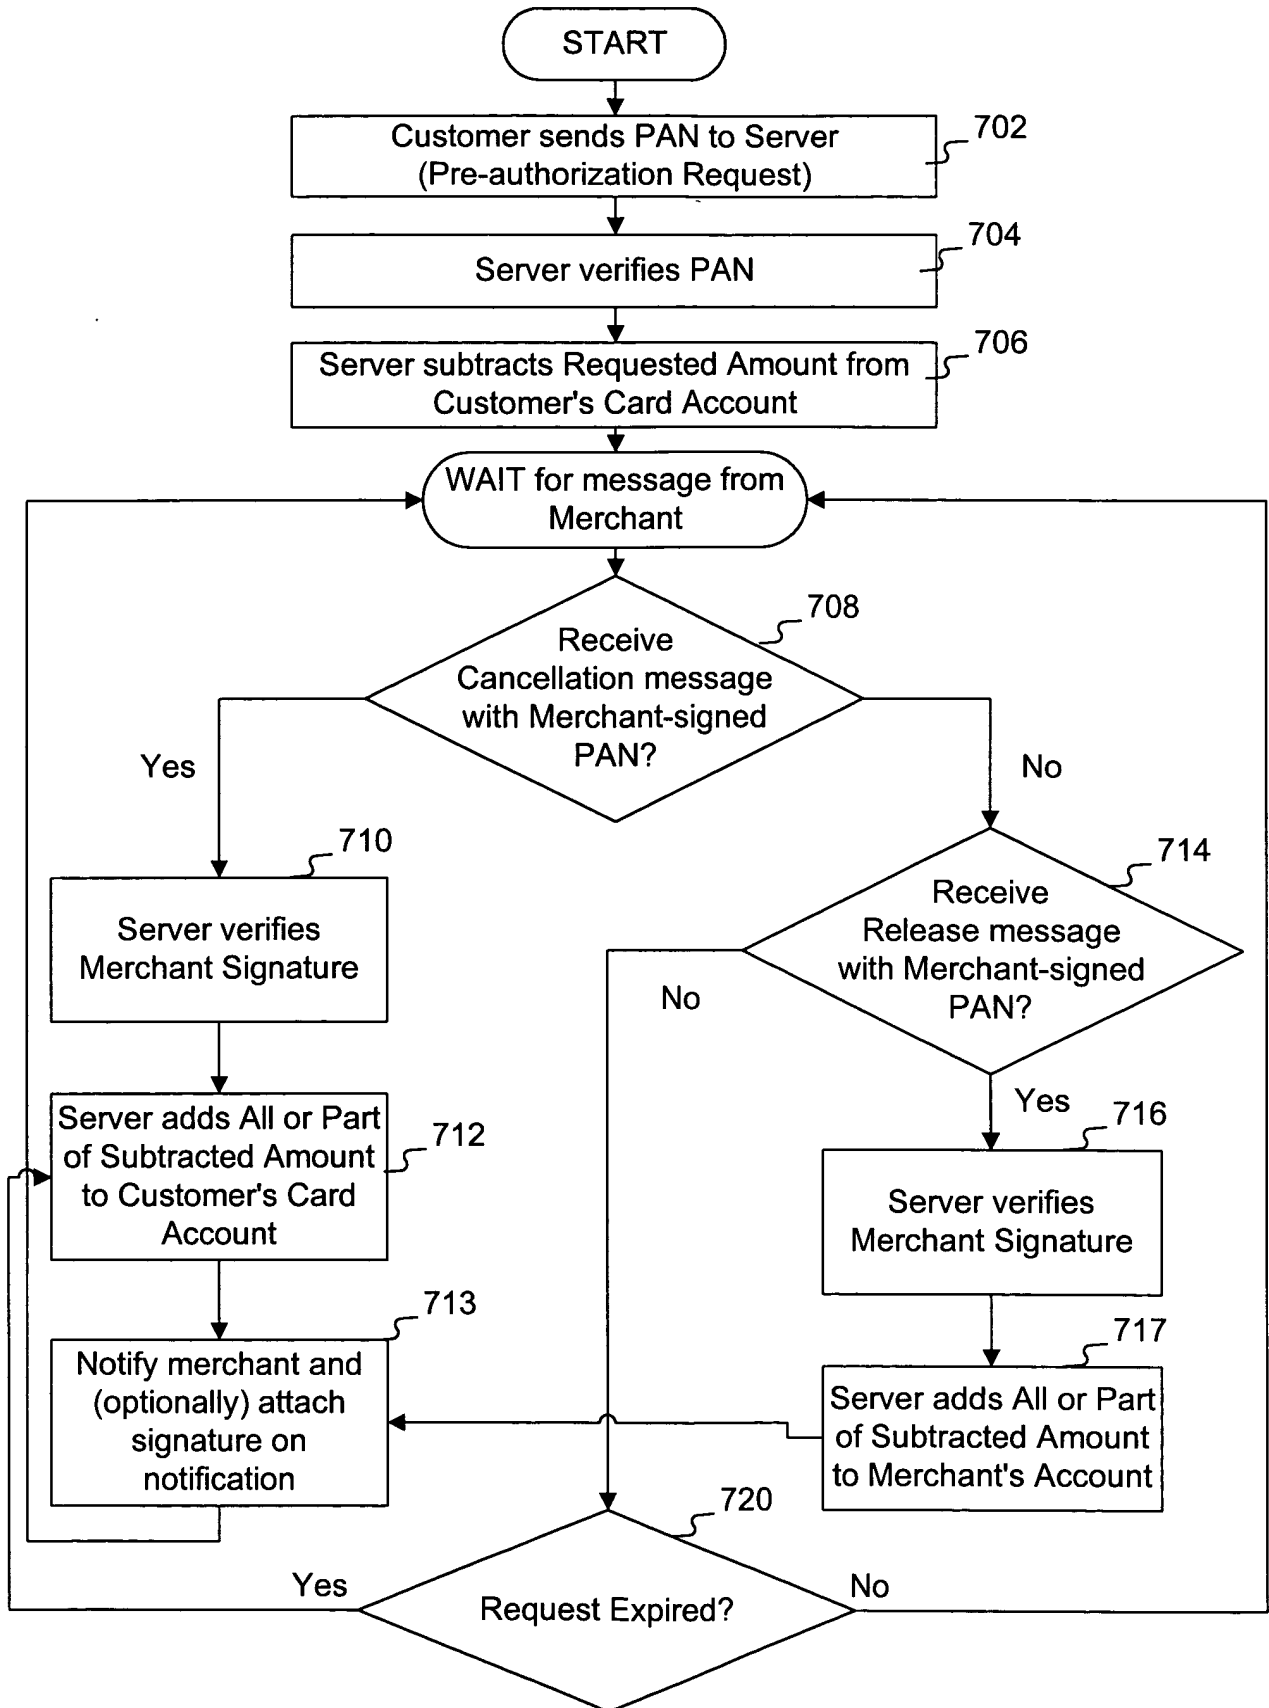 START
Customer sends PAN to Server
(Pre-authorization Request)
702
Server verifies PAN
704
Server subtracts Requested Amount from
Customer's Card Account
706
WAIT for message from
Merchant
Receive
Cancellation message
with Merchant-signed
PAN?
708
Yes
No
710
Server verifies
Merchant Signature
714
Receive
Release message
with Merchant-signed
PAN?
No
Yes
Server adds All or Part
of Subtracted Amount
to Customer's Card
Account
712
716
Server verifies
Merchant Signature
713
Notify merchant and
(optionally) attach
signature on
notification
717
Server adds All or Part
of Subtracted Amount
to Merchant's Account
720
Yes
Request Expired?
No